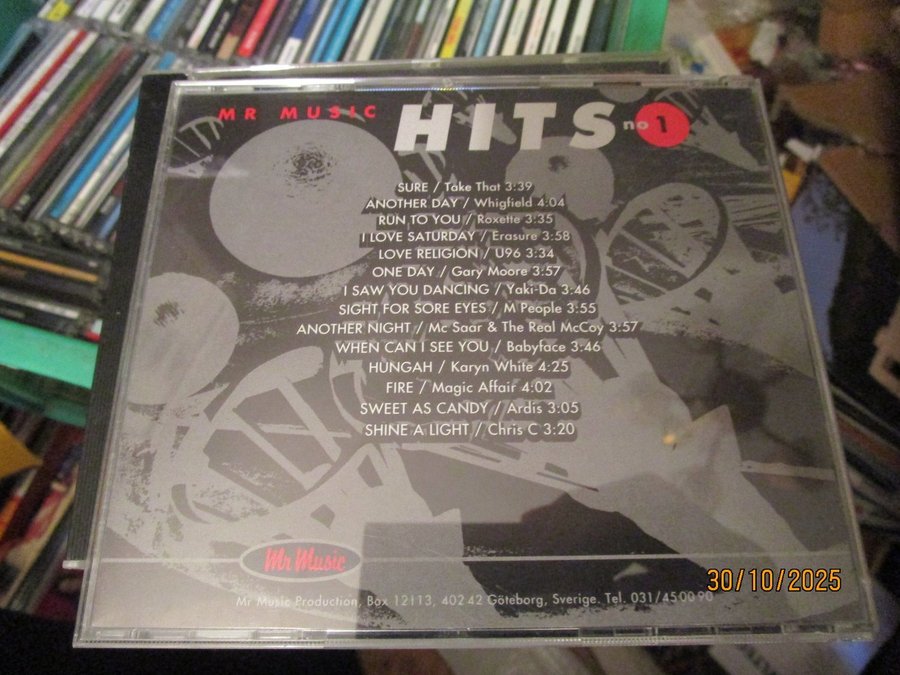 MR MUSIC HITS no 1
SURE / Take That 3:39
ANOTHER DAY / Whigfield 4:04
RUN TO YOU / Roxette 3:35
I LOVE SATURDAY / Erasure 3:58
LOVE RELIGION / U96 3:34
ONE DAY / Gary Moore 3:57
I SAW YOU DANCING / Yaki-Da 3:46
SIGHT FOR SORE EYES / M People 3:55
ANOTHER NIGHT / Mc Saar & The Real McCoy 3:57
WHEN CAN I SEE YOU / Babyface 3:46
HUNGAH / Karyn White 4:25
FIRE / Magic Affair 4:02
SWEET AS CANDY / Ardis 3:05
SHINE A LIGHT / Chris C 3:20
Mr Music
30/10/2025
Mr Music Production, Box 12113, 402 42 Göteborg, Sverige. Tel. 031/45 00 90